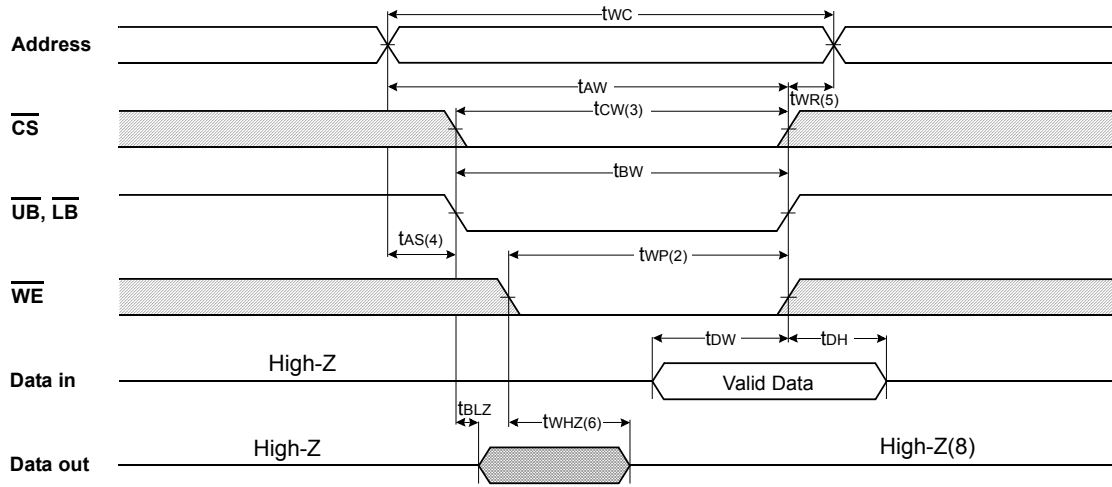 tWC
Address
tAW
tWR(5)
CS
tCW(3)
tBW
UB, LB
tAS(4)
tWP(2)
WE
tDW
tDH
High-Z
Data in
Valid Data
tBLZ
tWHZ(6)
High-Z
High-Z(8)
Data out